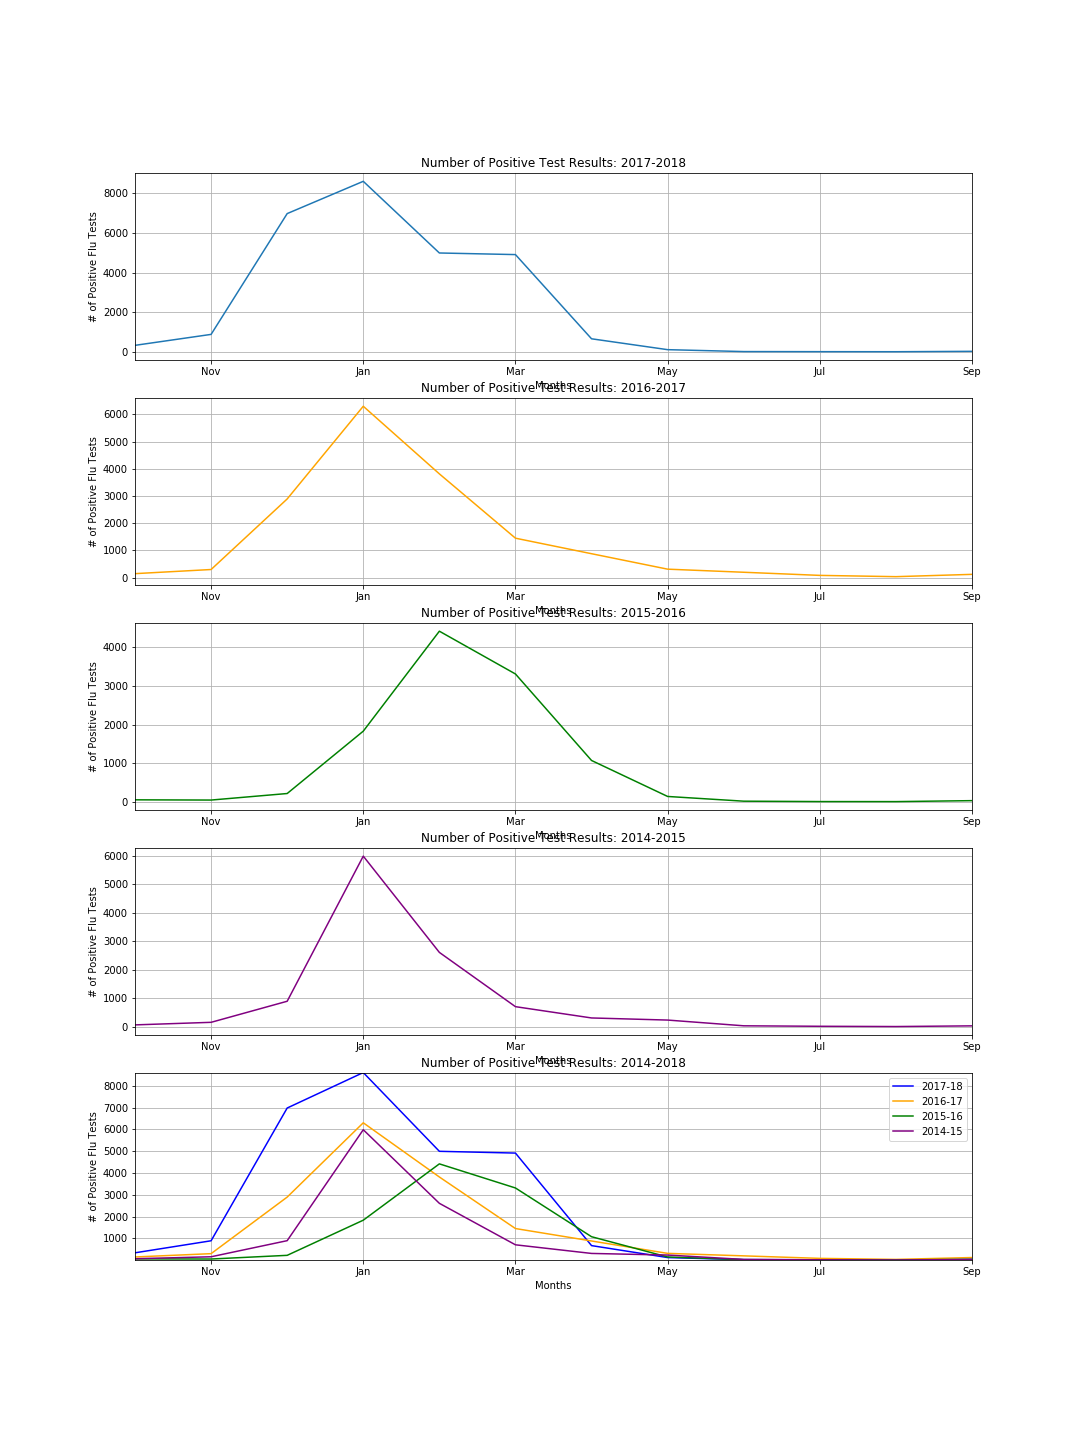 Number of Positive Test Results: 2017-2018
# of Positive Flu Tests
8000
6000
4000
2000
0
Nov Jan Mar May Jul Sep
Months
Number of Positive Test Results: 2016-2017
# of Positive Flu Tests
6000
5000
4000
3000
2000
1000
0
Nov Jan Mar May Jul Sep
Months
Number of Positive Test Results: 2015-2016
# of Positive Flu Tests
4000
3000
2000
1000
0
Nov Jan Mar May Jul Sep
Months
Number of Positive Test Results: 2014-2015
# of Positive Flu Tests
6000
5000
4000
3000
2000
1000
0
Nov Jan Mar May Jul Sep
Months
Number of Positive Test Results: 2014-2018
# of Positive Flu Tests
8000
7000
6000
5000
4000
3000
2000
1000
2017-18
2016-17
2015-16
2014-15
Nov Jan Mar May Jul Sep
Months